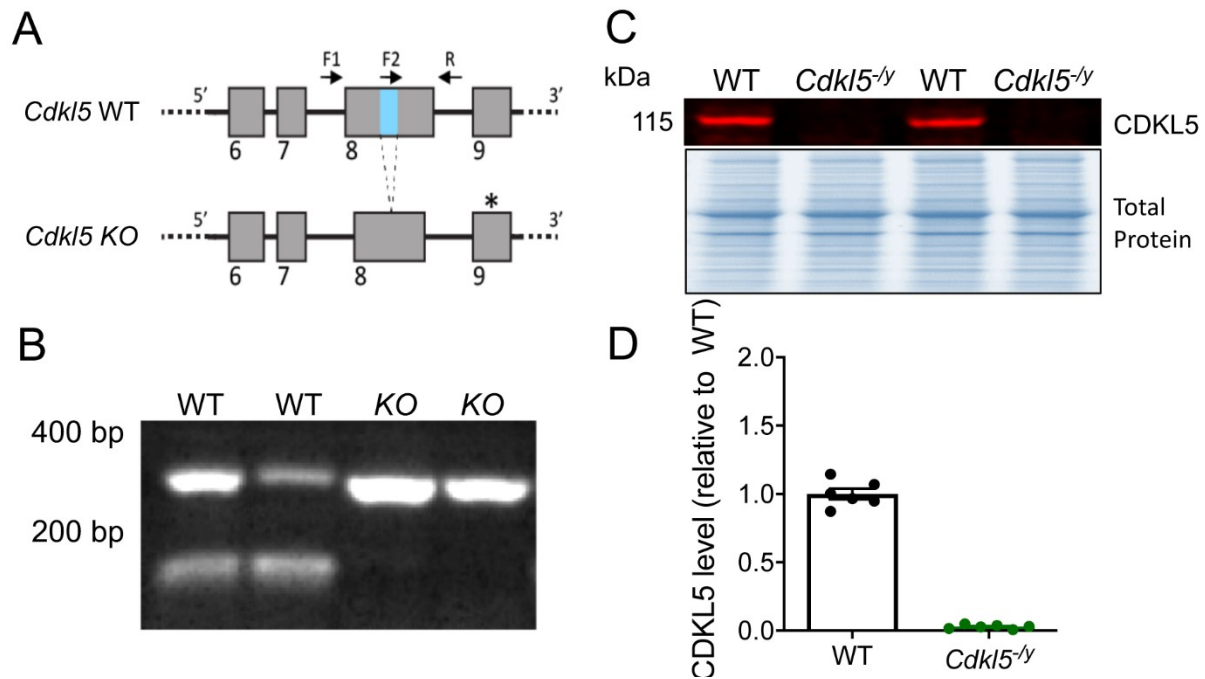 A
F1 F2 R
Cdkl5 WT 5’ 3’
6 7 8 9
*
Cdkl5 KO 5’ 3’
6 7 8 9
B
WT WT KO KO
400 bp
200 bp
C
kDa WT Cdkl5-/y WT Cdkl5-/y
115 CDKL5
Total
Protein
D
CDKL5 level (relative to WT)
2.0
1.5
1.0
0.5
0.0
WT Cdkl5-/y